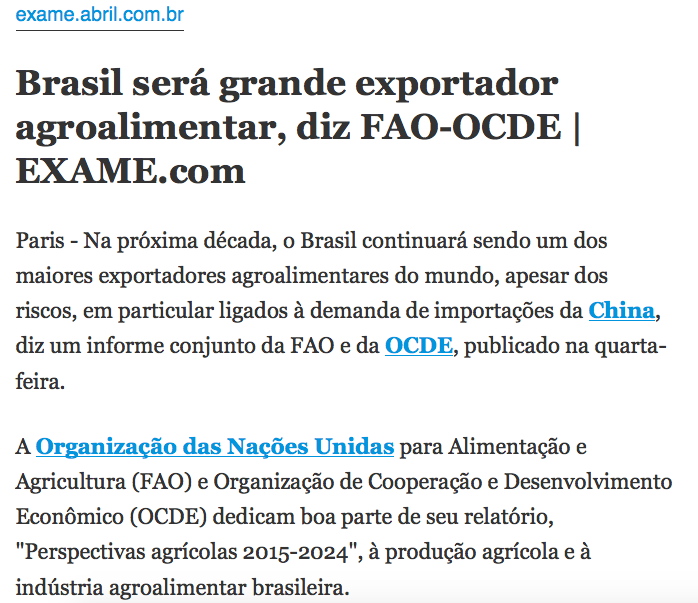 exame.abril.com.br
Brasil será grande exportador
agroalimentar, diz FAO-OCDE |
EXAME.com
Paris - Na próxima década, o Brasil continuará sendo um dos
maiores exportadores agroalimentares do mundo, apesar dos
riscos, em particular ligados à demanda de importações da China,
diz um informe conjunto da FAO e da OCDE, publicado na quarta-
feira.
A Organização das Nações Unidas para Alimentação e
Agricultura (FAO) e Organização de Cooperação e Desenvolvimento
Econômico (OCDE) dedicam boa parte de seu relatório,
"Perspectivas agrícolas 2015-2024", à produção agrícola e à
indústria agroalimentar brasileira.